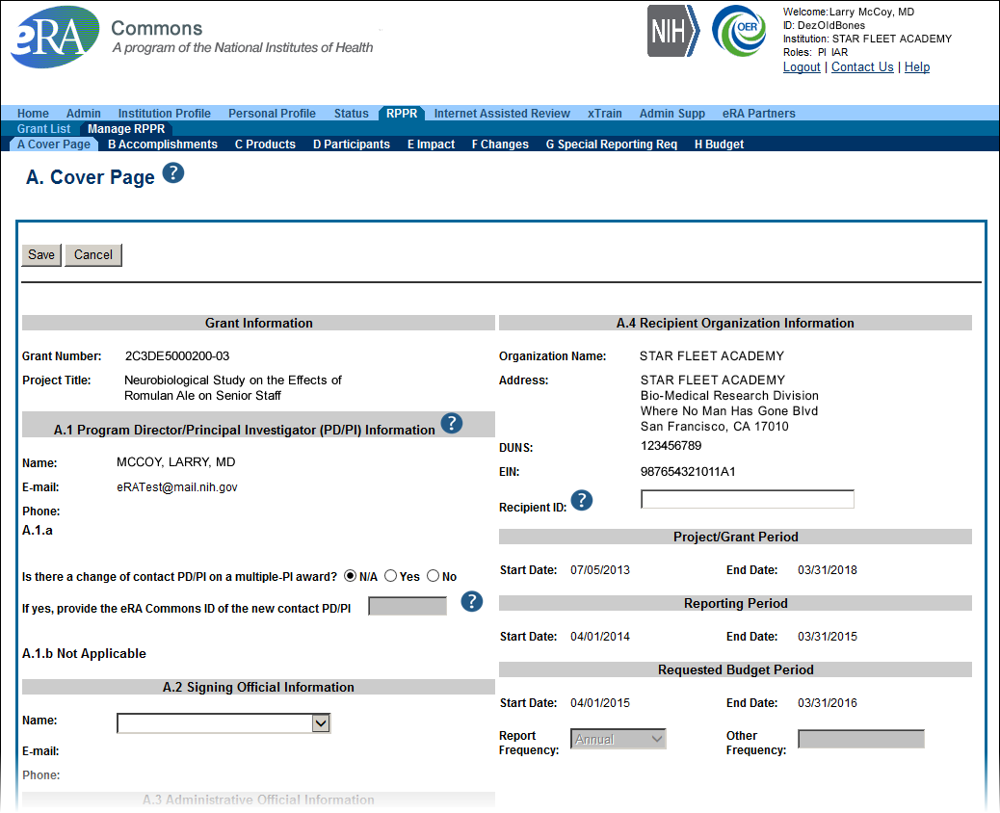 eRA
Commons
A program of the National Institutes of Health
NIH
OER
Welcome:Larry McCoy, MD
ID: DezOldBones
Institution: STAR FLEET ACADEMY
Roles: PI IAR
Logout | Contact Us | Help
Home Admin Institution Profile Personal Profile Status RPPR Internet Assisted Review xTrain Admin Supp eRA Partners
Grant List Manage RPPR
A Cover Page B Accomplishments C Products D Participants E Impact F Changes G Special Reporting Req H Budget
A. Cover Page ?
Save Cancel
Grant Information
Grant Number: 2C3DE5000200-03
Project Title: Neurobiological Study on the Effects of
Romulan Ale on Senior Staff
A.1 Program Director/Principal Investigator (PD/PI) Information ?
Name: MCCOY, LARRY, MD
E-mail: eRATest@mail.nih.gov
Phone:
A.1.a
Is there a change of contact PD/PI on a multiple-PI award? N/A Yes No
If yes, provide the eRA Commons ID of the new contact PD/PI ?
A.1.b Not Applicable
A.2 Signing Official Information
Name:
E-mail:
Phone:
A.3 Administrative Official Information
A.4 Recipient Organization Information
Organization Name: STAR FLEET ACADEMY
Address: STAR FLEET ACADEMY
Bio-Medical Research Division
Where No Man Has Gone Blvd
San Francisco, CA 17010
DUNS: 123456789
EIN: 987654321011A1
Recipient ID: ?
Project/Grant Period
Start Date: 07/05/2013 End Date: 03/31/2018
Reporting Period
Start Date: 04/01/2014 End Date: 03/31/2015
Requested Budget Period
Start Date: 04/01/2015 End Date: 03/31/2016
Report Frequency: Annual Other Frequency: